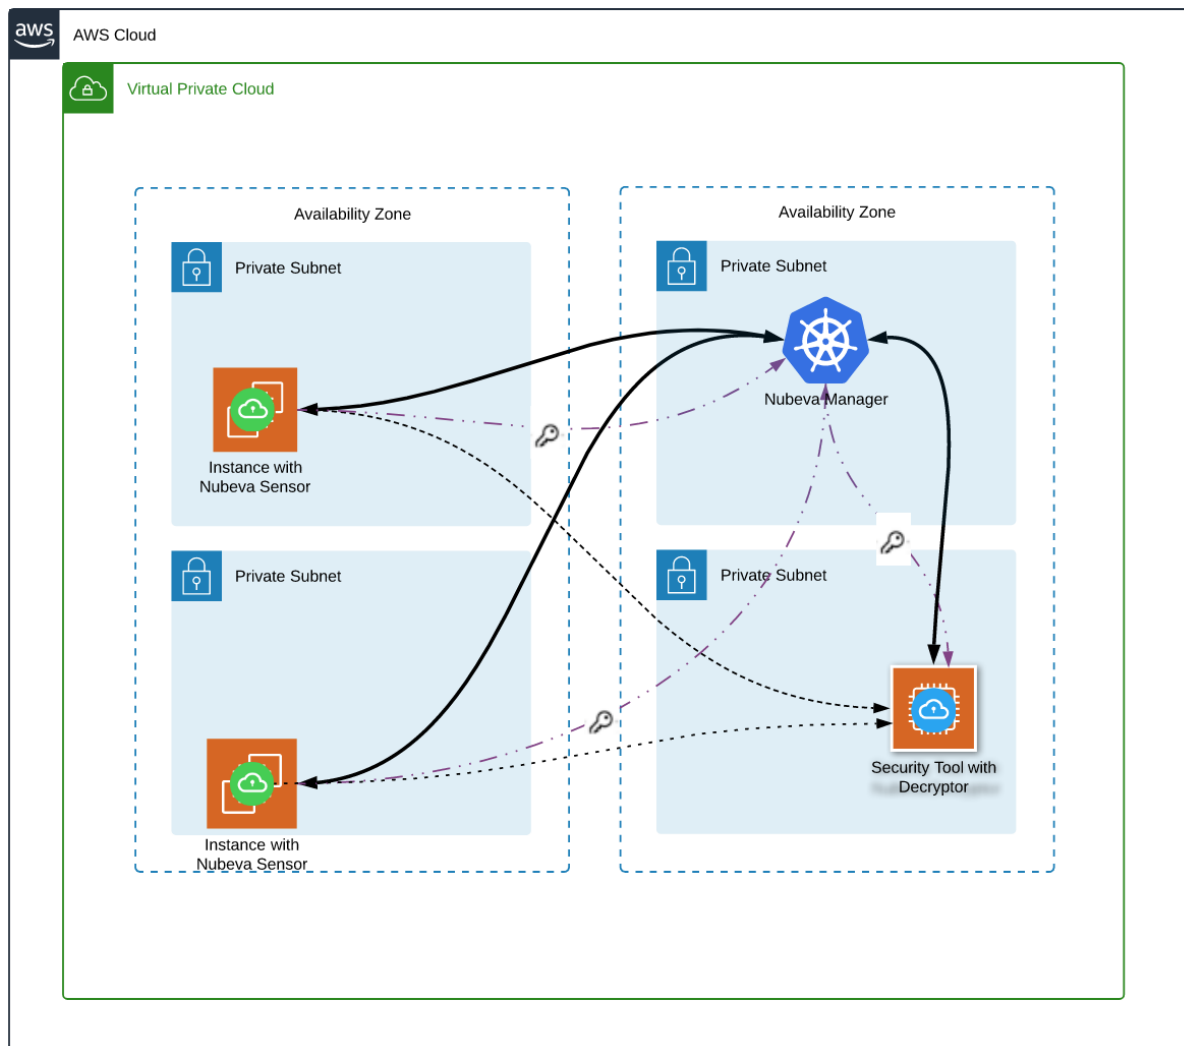 aws
AWS Cloud
Virtual Private Cloud
Availability Zone
Private Subnet
Instance with
Nubeva Sensor
Private Subnet
Instance with
Nubeva Sensor
Availability Zone
Private Subnet
Nubeva Manager
Private Subnet
Security Tool with
Decryptor